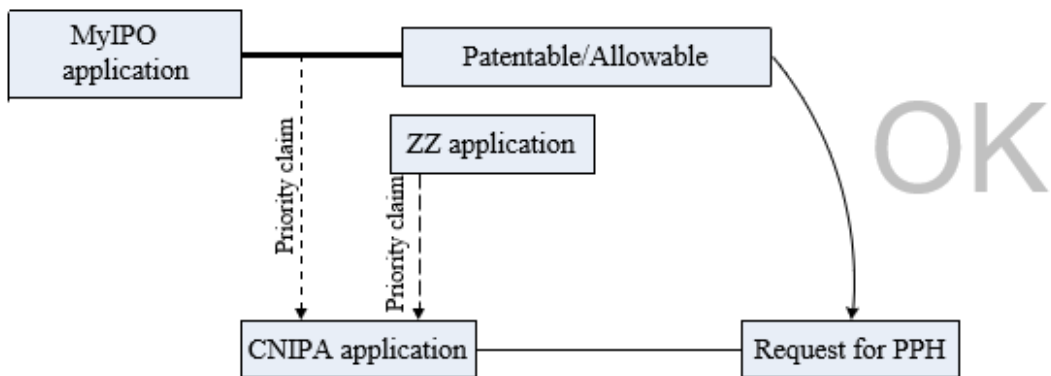 MyIPO
application
Patentable/Allowable
ZZ application
OK
Priority claim
Priority claim
CNIPA application
Request for PPH